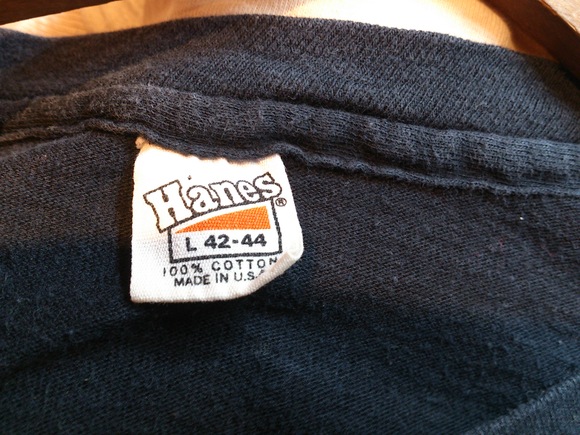 Hanes®
L 42-44
100% COTTON
MADE IN U.S.A